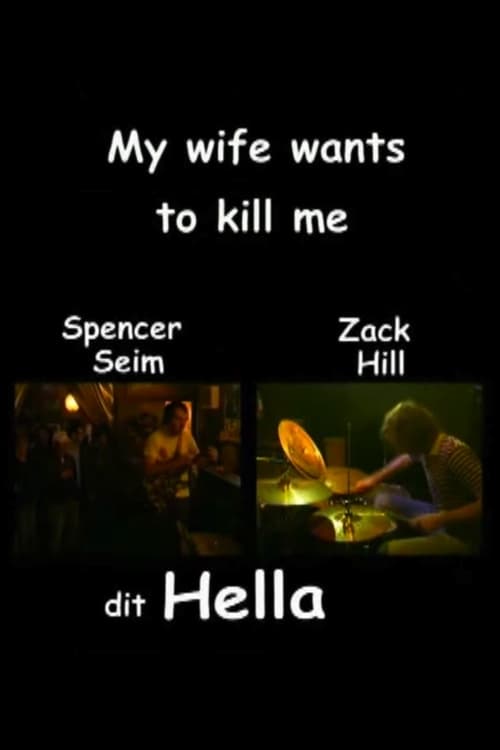 My wife wants
to kill me
Spencer
Seim
Zack
Hill
dit Hella